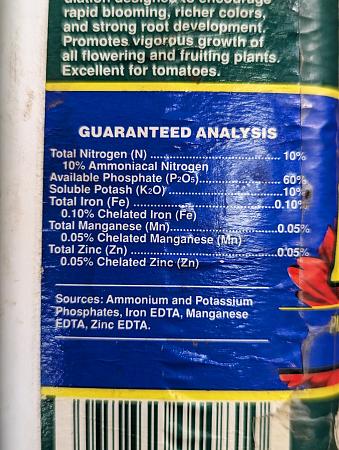 rapid blooming, richer colors,
and strong root development.
Promotes vigorous growth of
all flowering and fruiting plants.
Excellent for tomatoes.
GUARANTEED ANALYSIS
Total Nitrogen (N) ........................ 10%
10% Ammoniacal Nitrogen
Available Phosphate (P₂O₅)................ 60%
Soluble Potash (K₂O) ........................ 10%
Total Iron (Fe) ........................ 0.10%
0.10% Chelated Iron (Fe)
Total Manganese (Mn)........................ 0.05%
0.05% Chelated Manganese (Mn)
Total Zinc (Zn) ........................ 0.05%
0.05% Chelated Zinc (Zn)
Sources: Ammonium and Potassium
Phosphates, Iron EDTA, Manganese
EDTA, Zinc EDTA.